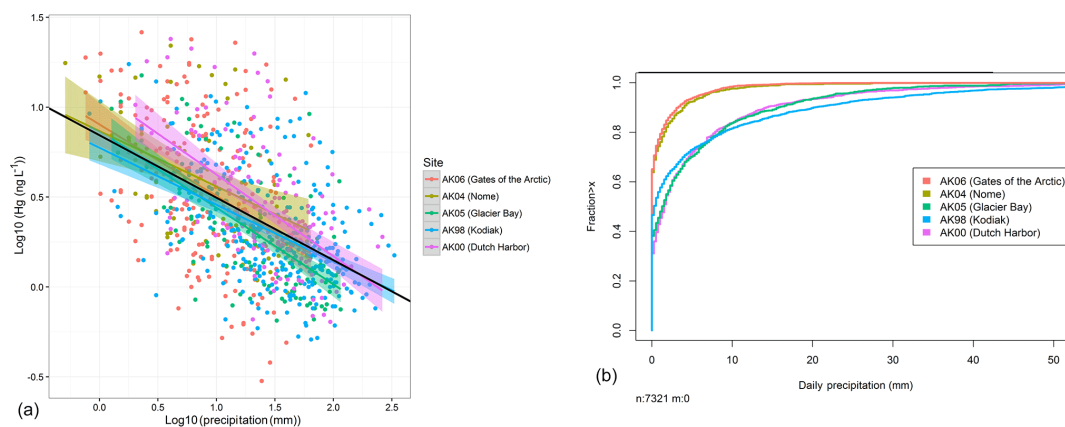 1.5
1.0
0.5
0.0
-0.5
Log10 (Hg (ng L-1))
0.0 0.5 1.0 1.5 2.0 2.5
Log10 (precipitation (mm))
(a)
Site
AK06 (Gates of the Arctic)
AK04 (Nome)
AK05 (Glacier Bay)
AK98 (Kodiak)
AK00 (Dutch Harbor)
1.0
0.8
0.6
0.4
0.2
0.0
Fraction>x
AK06 (Gates of the Arctic)
AK04 (Nome)
AK05 (Glacier Bay)
AK98 (Kodiak)
AK00 (Dutch Harbor)
0 10 20 30 40 50
(b)
Daily precipitation (mm)
n:7321 m:0